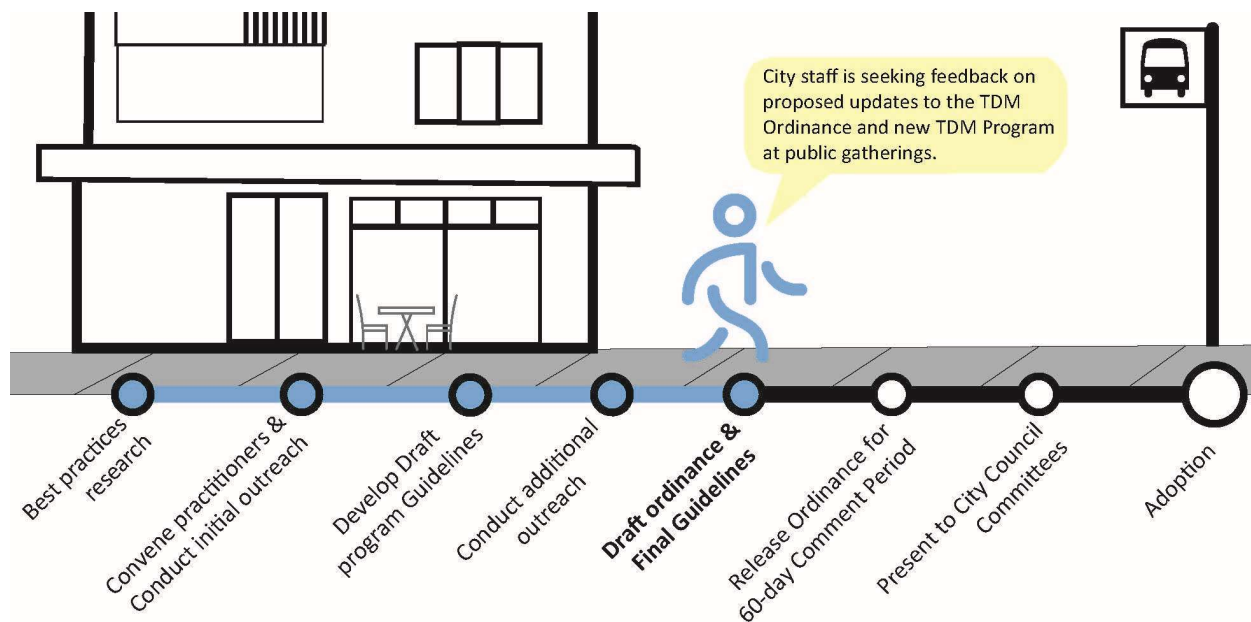 City staff is seeking feedback on
proposed updates to the TDM
Ordinance and new TDM Program
at public gatherings.
Best practices
research
Convene practitioners &
Conduct initial outreach
Develop Draft
program Guidelines
Conduct additional
outreach
Draft ordinance &
Final Guidelines
Release Ordinance for
60-day Comment Period
Present to City Council
Committees
Adoption